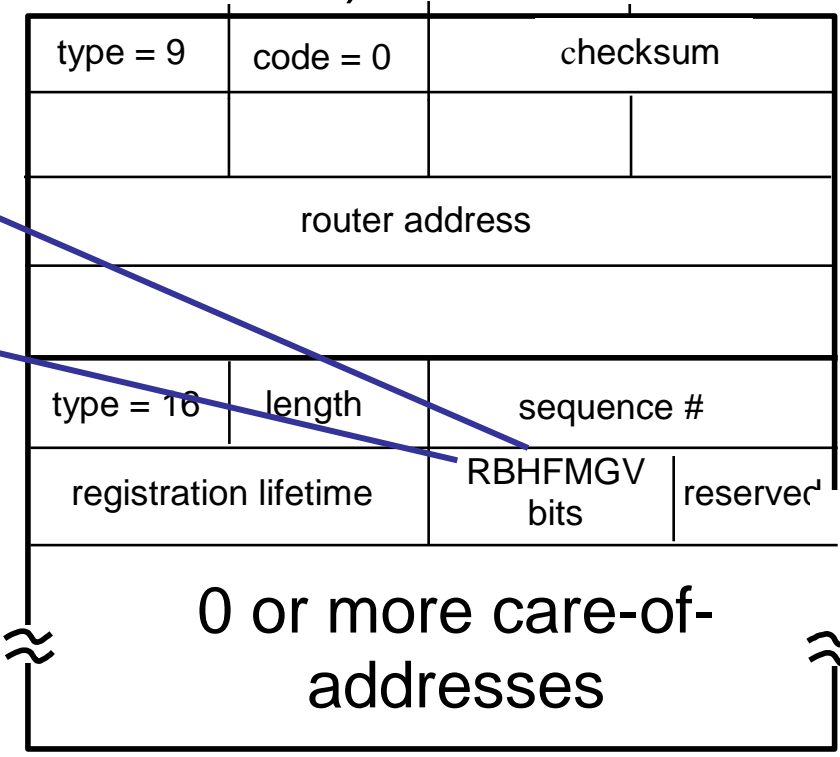 type = 9 code = 0 checksum
router address
type = 16 length sequence #
registration lifetime RBHFMGV
bits reserved
0 or more care-of-
addresses